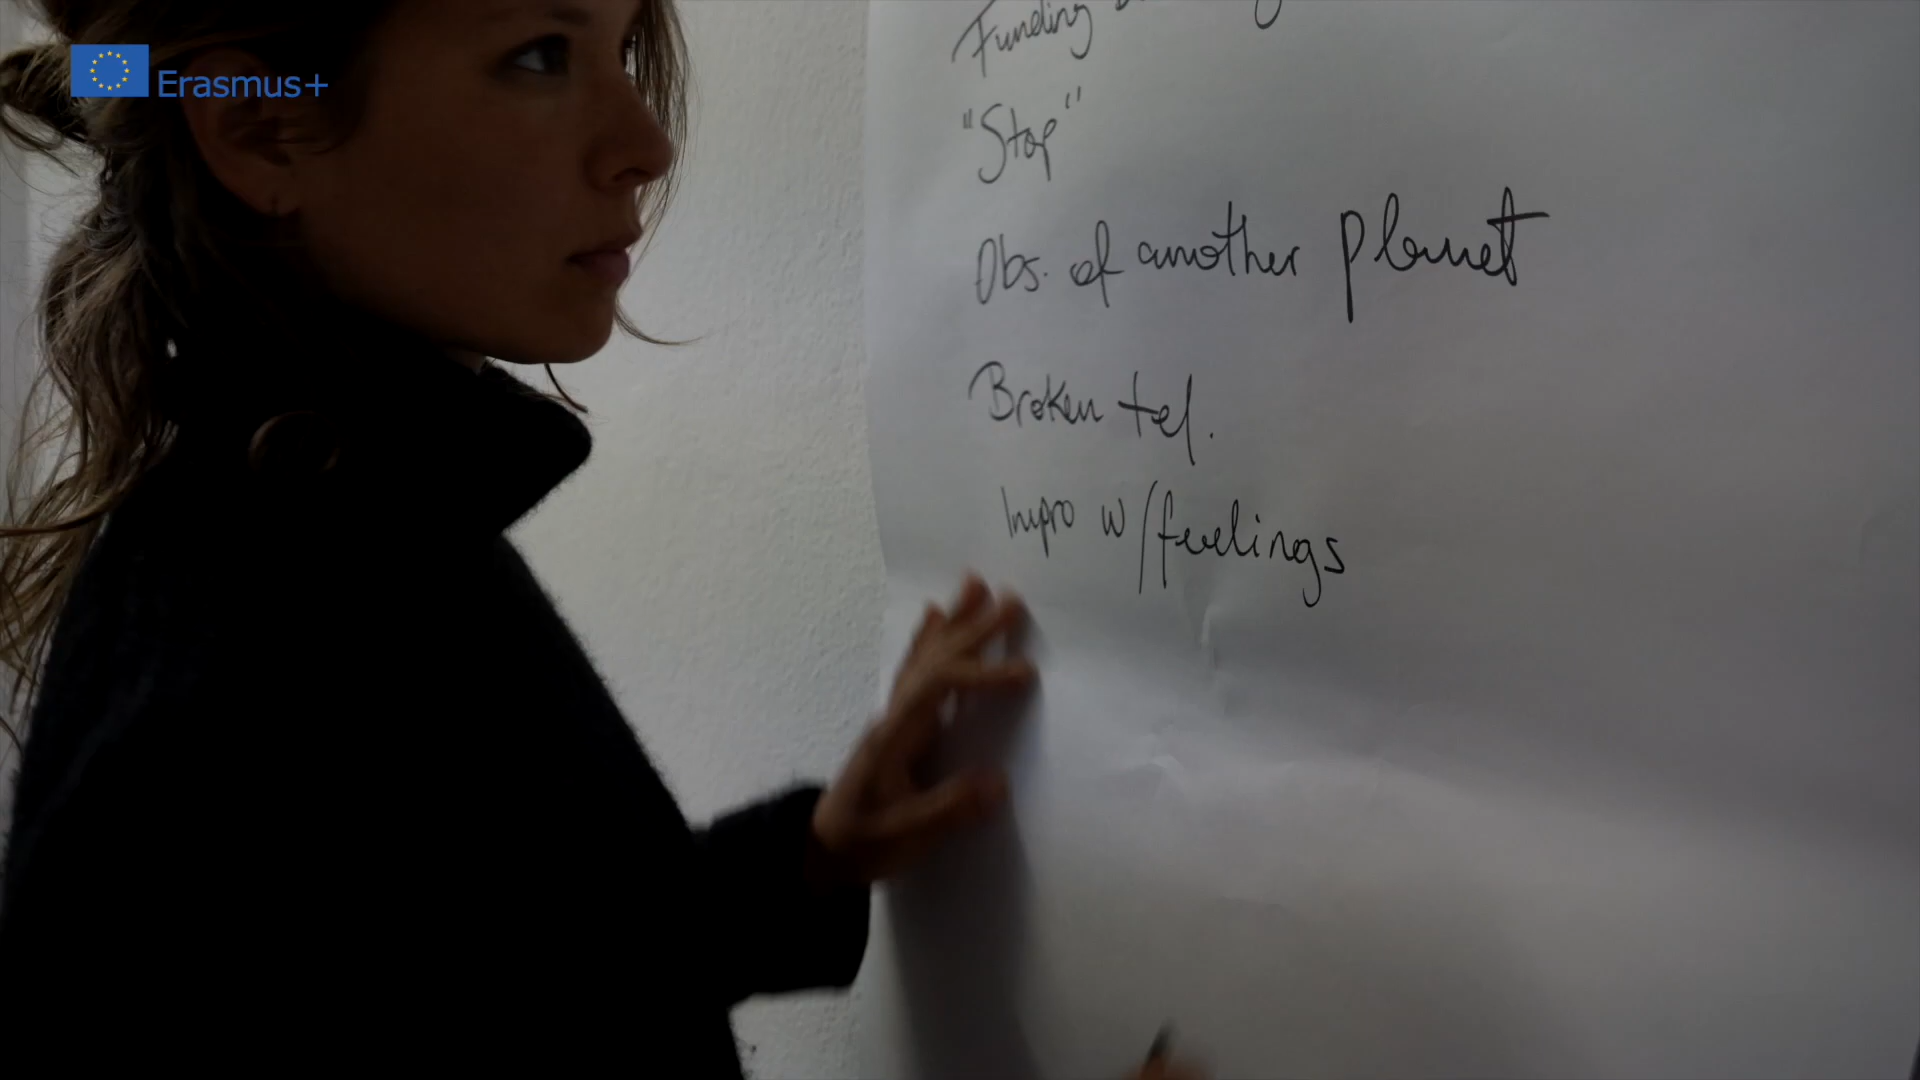 Erasmus+
Funding
"Stop"
Obs. of another planet
Broken tel.
Impro w/feelings